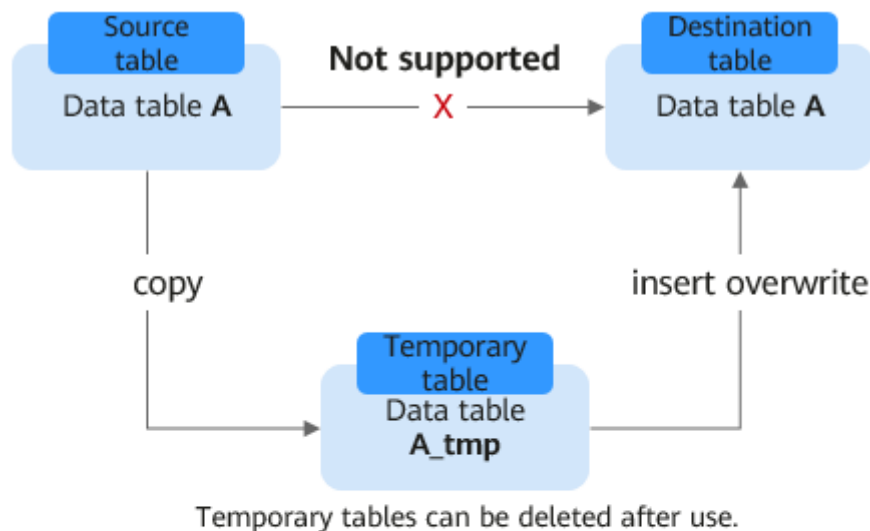 Source
table
Data table A
Not supported
X
Destination
table
Data table A
copy
insert overwrite
Temporary
table
Data table
A_tmp
Temporary tables can be deleted after use.